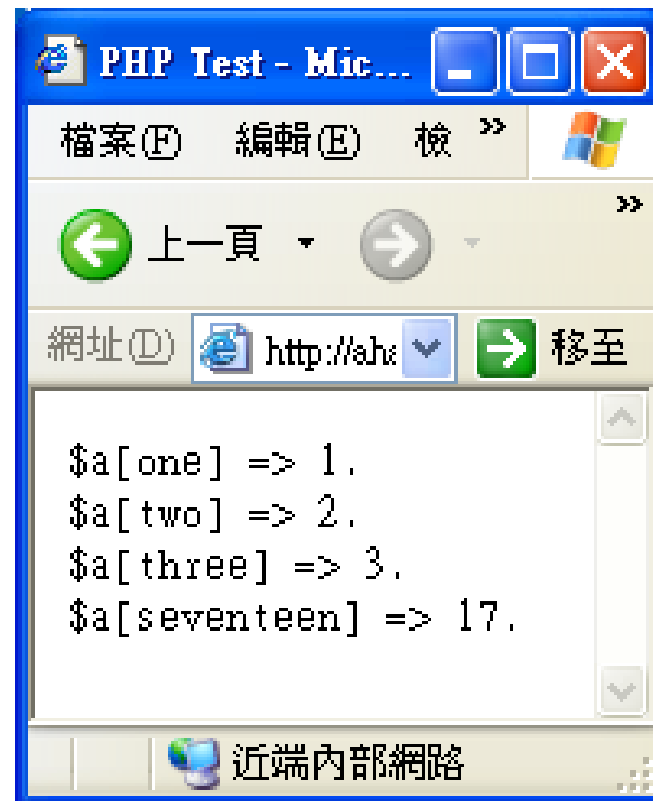 PHP Test - Mic...
檔案(F) 編輯(E) 檢 »
»
上一頁
網址(D) http://aha 移至
$a[one] => 1.
$a[two] => 2.
$a[three] => 3.
$a[seventeen] => 17.
近端內部網路